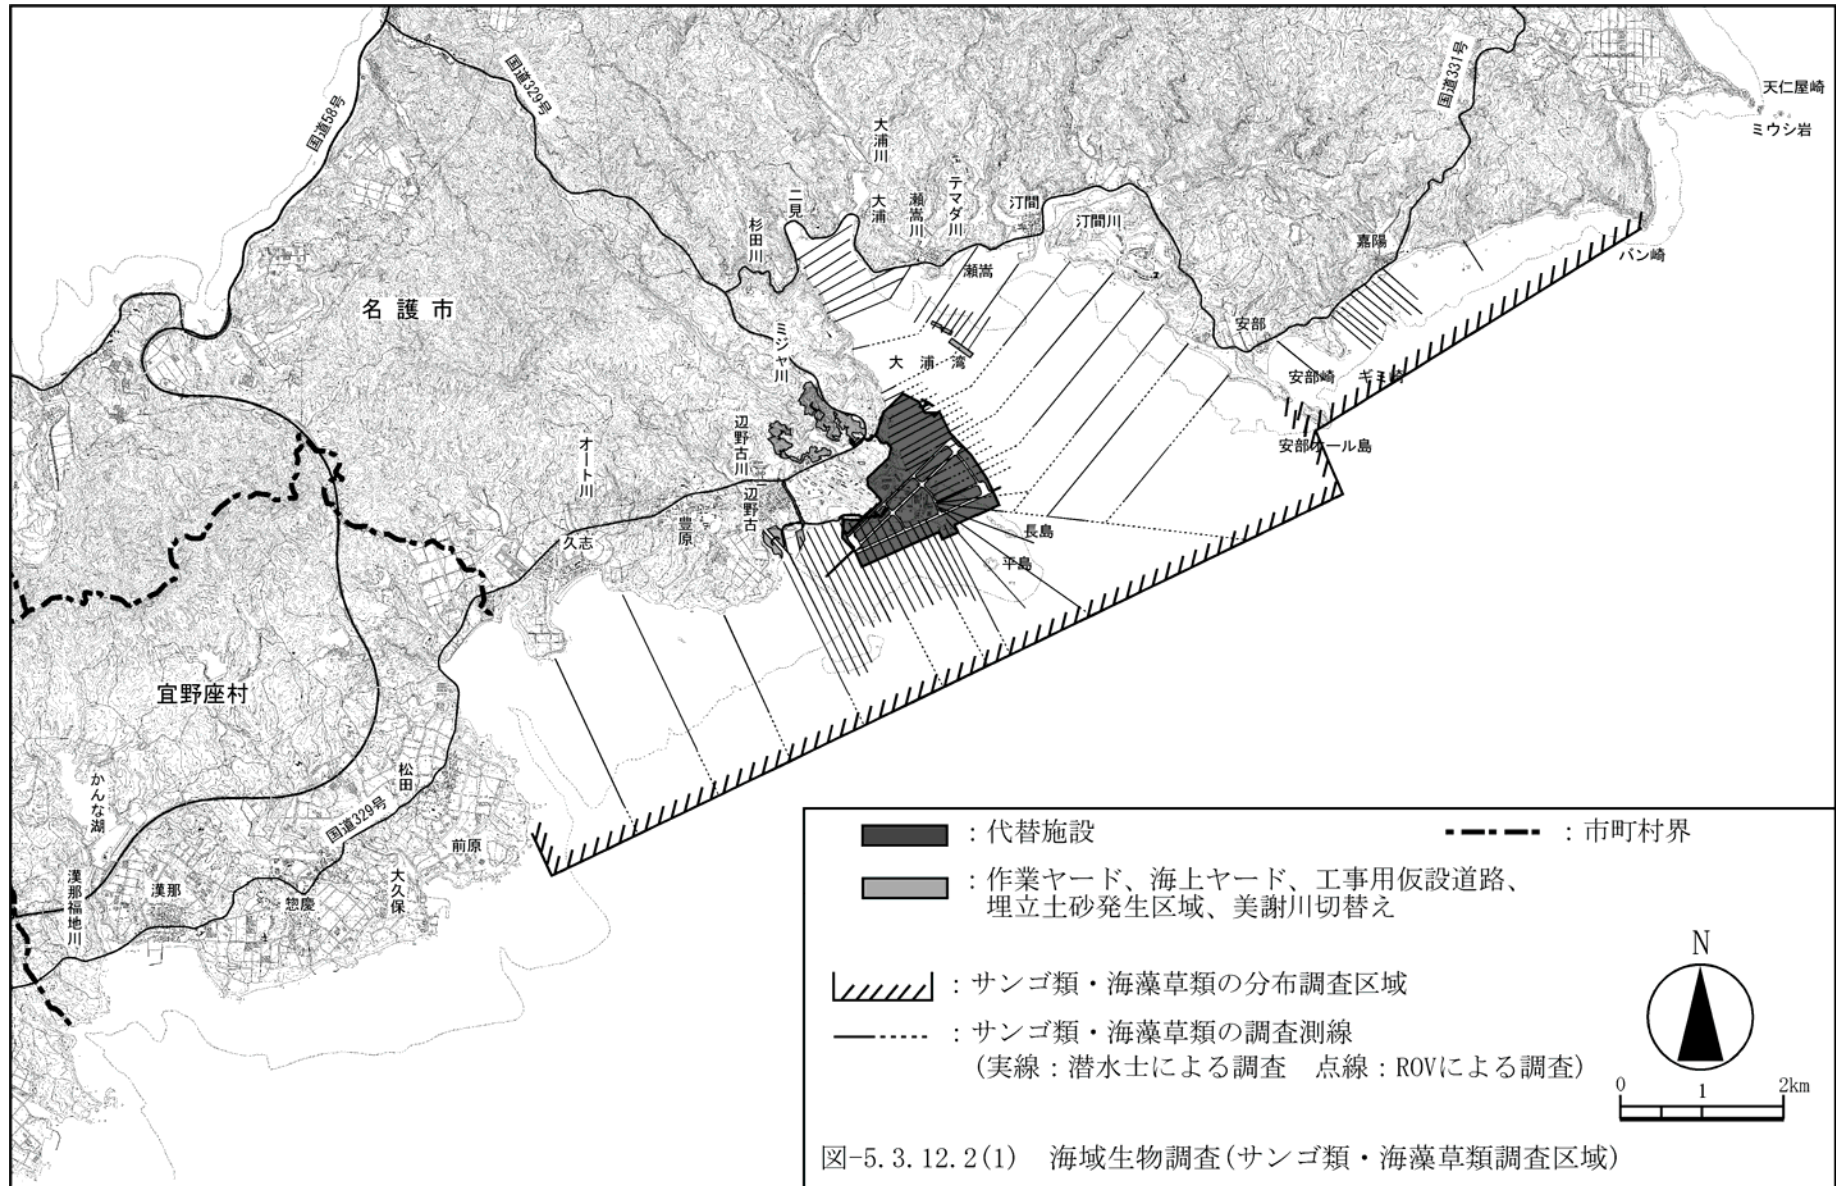 天仁屋崎
ミウシ岩
国道331号
国道329号
国道58号
大浦川
テマダ川
大浦
瀬嵩川
二見
汀間
汀間川
杉田川
嘉陽
バン崎
瀬嵩
名護市
安部
ミジャ川
大浦湾
安部崎
ギミ崎
安部オール島
辺野古川
オート川
辺野古
豊原
久志
長島
平島
宜野座村
かんな湖
松田
国道329号
前原
漢那福地川
漢那
惣慶
大久保
:代替施設
:市町村界
:作業ヤード、海上ヤード、工事用仮設道路、
埋立土砂発生区域、美謝川切替え
:サンゴ類・海藻草類の分布調査区域
:サンゴ類・海藻草類の調査測線
(実線:潜水士による調査 点線:ROVによる調査)
N
0 1 2km
図-5.3.12.2(1) 海域生物調査(サンゴ類・海藻草類調査区域)